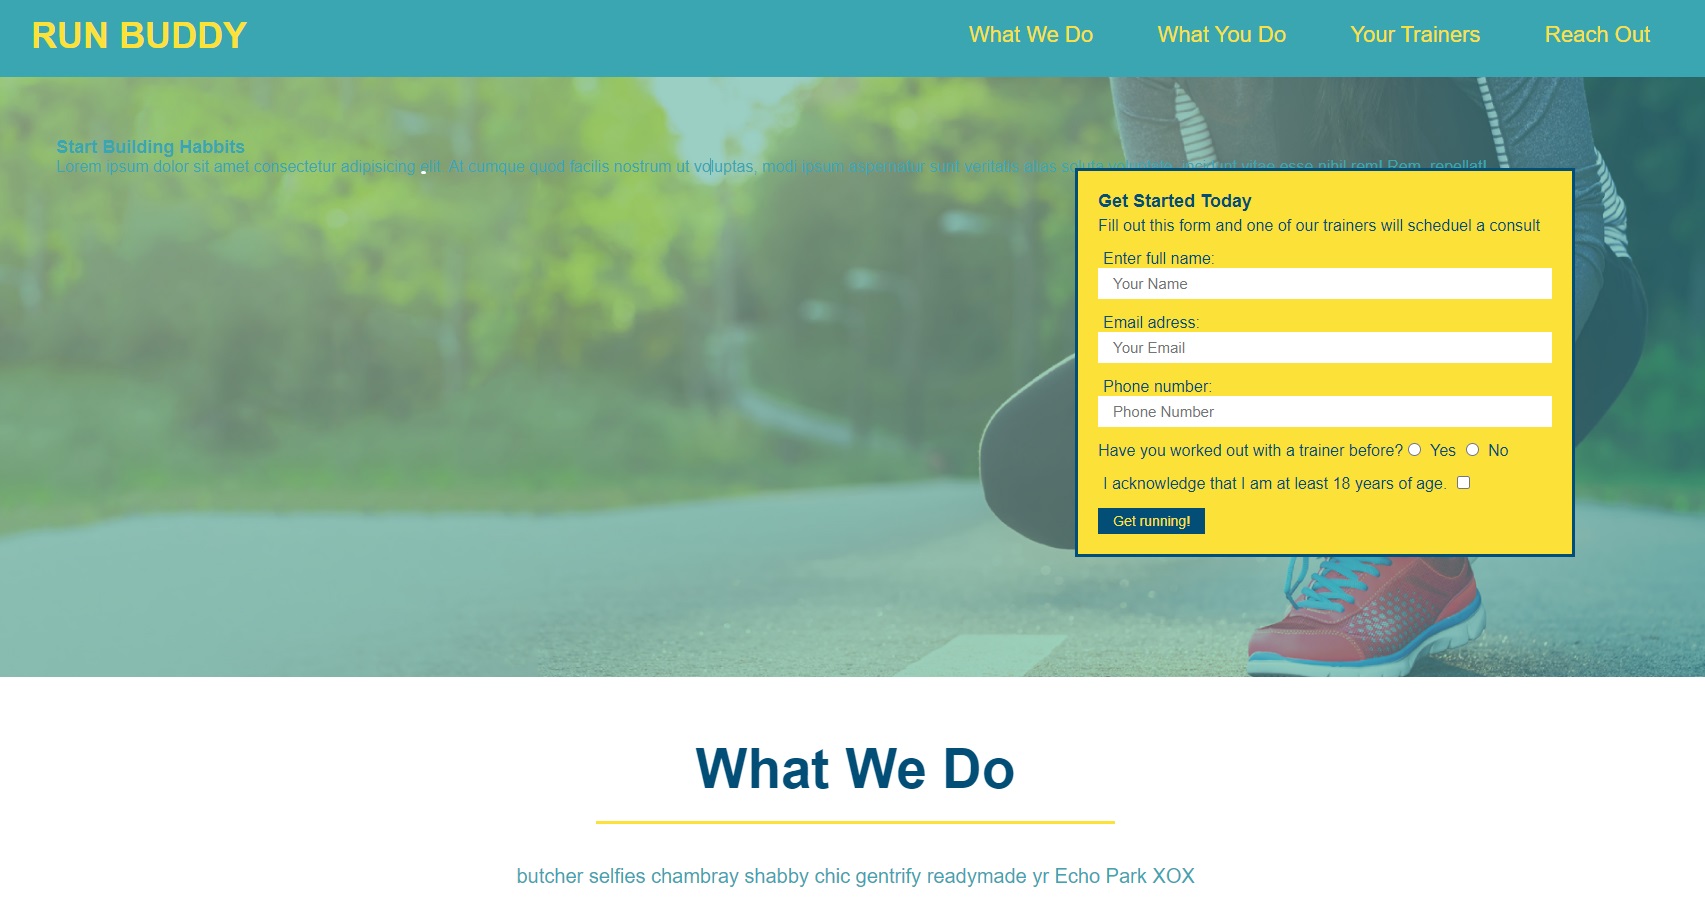 RUN BUDDY
What We Do
What You Do
Your Trainers
Reach Out
Start Building Habbits
Lorem ipsum dolor sit amet consectetur adipisicing elit. At cumque quod facilis nostrum ut voluptas, modi ipsum aspernatur sunt veritatis alias soluta voluptate, incidunt vitae esse nihil rem! Rem, repellat!
Get Started Today
Fill out this form and one of our trainers will scheduel a consult
Enter full name:
Your Name
Email adress:
Your Email
Phone number:
Phone Number
Have you worked out with a trainer before? Yes No
I acknowledge that I am at least 18 years of age.
Get running!
What We Do
butcher selfies chambray shabby chic gentrify readymade yr Echo Park XOX